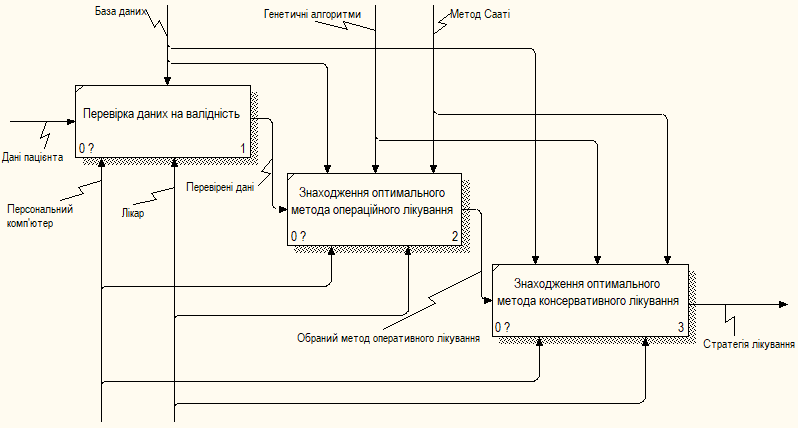 База даних
Генетичні алгоритми
Метод Сааті
Перевірка даних на валідність
0 ?
1
Дані пацієнта
Персональний
комп'ютер
Лікар
Перевірені дані
Знаходження оптимального
метода операційного лікування
0 ?
2
Обраний метод оперативного лікування
Знаходження оптимального
метода консервативного лікування
0 ?
3
Стратегія лікування